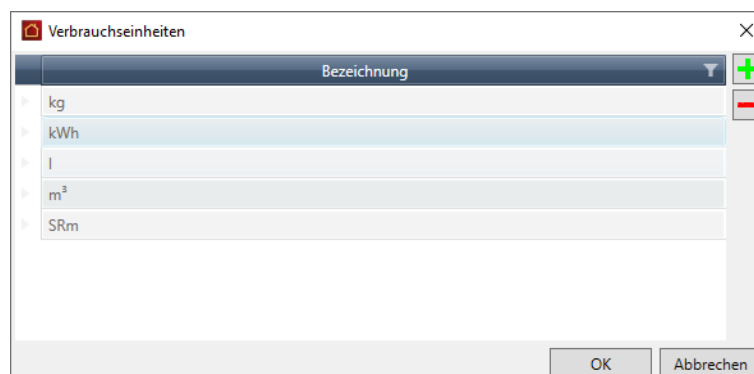 Verbrauchseinheiten
Bezeichnung
kg
kWh
l
m³
SRm
OK Abbrechen